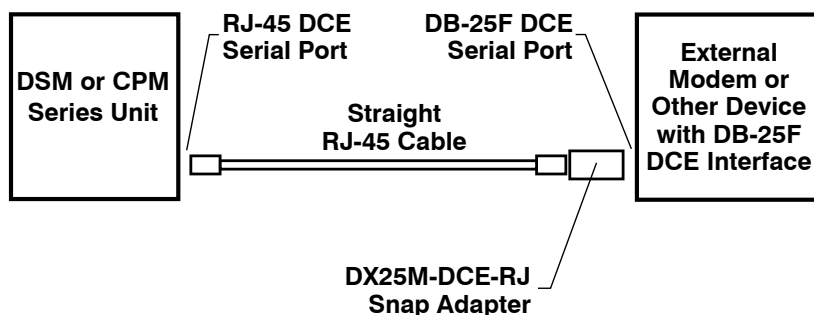 RJ-45 DCE
Serial Port
DB-25F DCE
Serial Port
DSM or CPM
Series Unit
Straight
RJ-45 Cable
External
Modem or
Other Device
with DB-25F
DCE Interface
DX25M-DCE-RJ
Snap Adapter